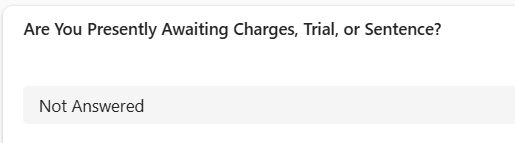 Are You Presently Awaiting Charges, Trial, or Sentence?
Not Answered